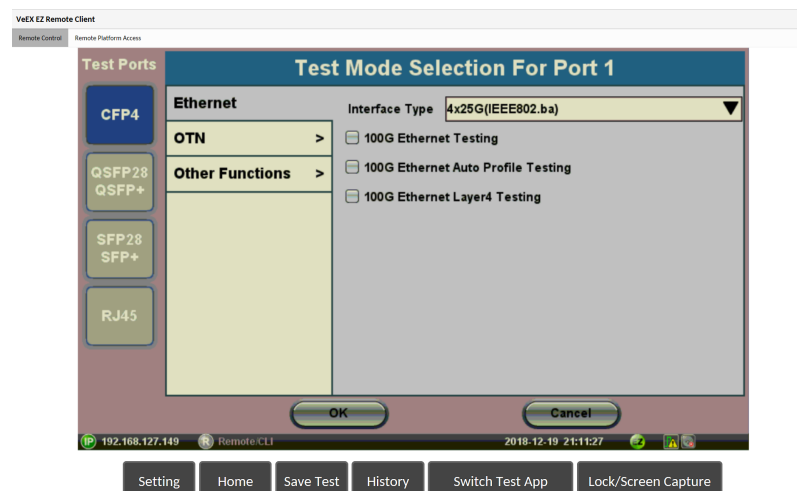 VeEX EZ Remote Client
Remote Control Remote Platform Access
Test Ports
Test Mode Selection For Port 1
CFP4
QSFP28
QSFP+
SFP28
SFP+
RJ45
Ethernet
OTN >
Other Functions >
Interface Type 4x25G(IEEE802.ba)
100G Ethernet Testing
100G Ethernet Auto Profile Testing
100G Ethernet Layer4 Testing
OK Cancel
IP 192.168.127.149 R Remote/CLI 2018-12-19 21:11:27 EZ
Setting Home Save Test History Switch Test App Lock/Screen Capture